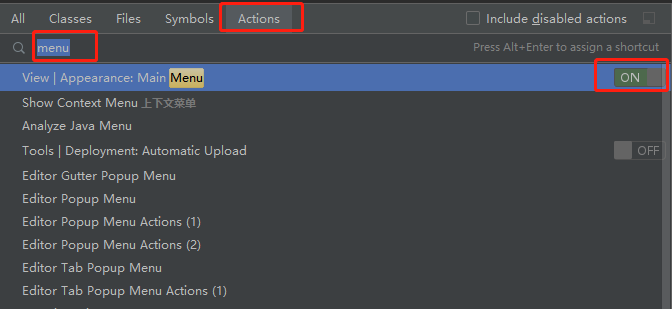 All Classes Files Symbols Actions Include disabled actions
menu Press Alt+Enter to assign a shortcut
View | Appearance: Main Menu ON
Show Context Menu 上下文菜单
Analyze Java Menu
Tools | Deployment: Automatic Upload OFF
Editor Gutter Popup Menu
Editor Popup Menu
Editor Popup Menu Actions (1)
Editor Popup Menu Actions (2)
Editor Tab Popup Menu
Editor Tab Popup Menu Actions (1)